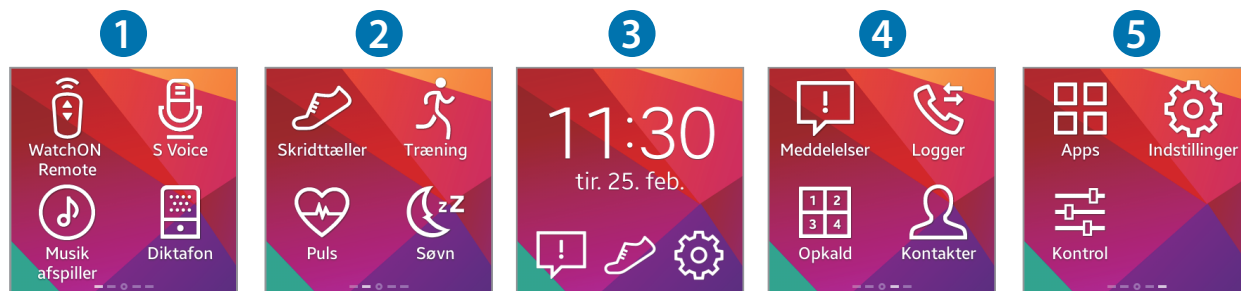 1
WatchON
Remote
S Voice
Musik
afspiller
Diktafon
2
Skridttæller
Træning
Puls
zZ
Søvn
3
11:30
tir. 25. feb.
!
4
!
Meddelelser
Logger
1 2
3 4
Opkald
Kontakter
5
Apps
Indstillinger
Kontrol